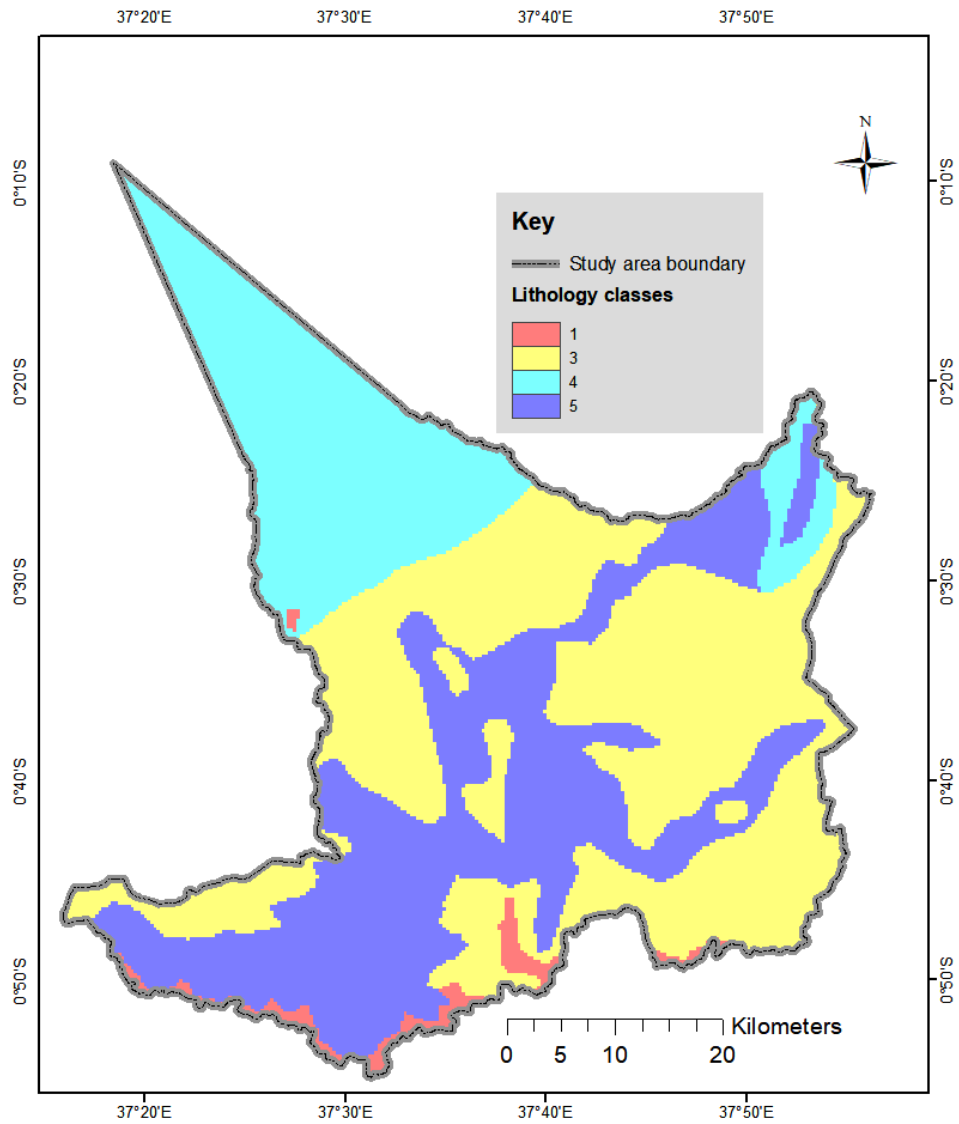 37°20'E 37°30'E 37°40'E 37°50'E
N
0°10'S 0°10'S
Key
Study area boundary
Lithology classes
1
3
4
5
0°20'S 0°20'S
0°30'S 0°30'S
0°40'S 0°40'S
0°50'S 0°50'S
Kilometers
0 5 10 20
37°20'E 37°30'E 37°40'E 37°50'E